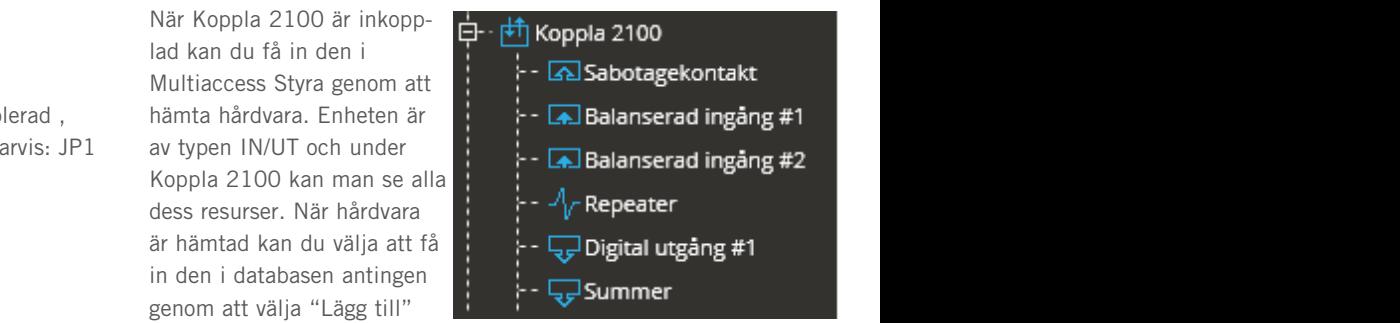 arvis: JP1
När Koppla 2100 är inkopp-
lad kan du få in den i
Multiaccess Styra genom att
hämta hårdvara. Enheten är
av typen IN/UT och under
Koppla 2100 kan man se alla
dess resurser. När hårdvara
är hämtad kan du välja att få
in den i databasen antingen
genom att välja “Lägg till”
Koppla 2100
Sabotagekontakt
Balanserad ingång #1
Balanserad ingång #2
Repeater
Digital utgång #1
Summer